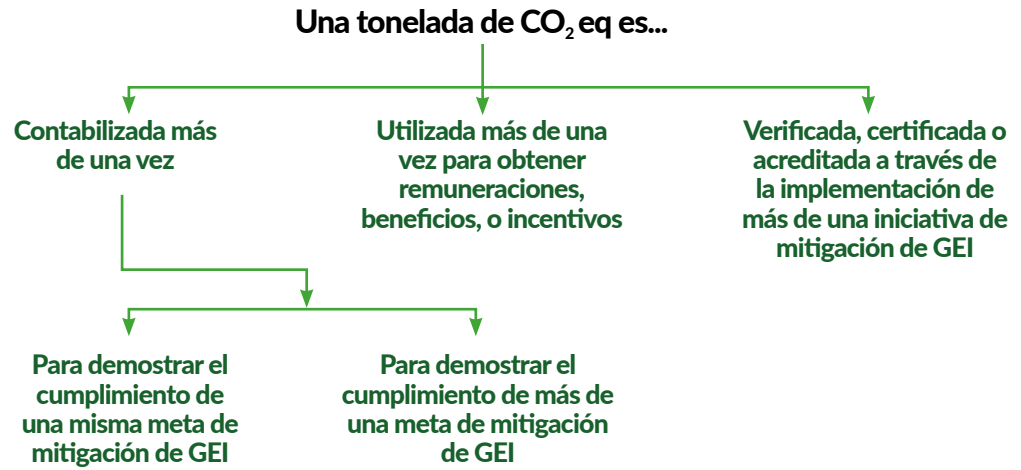 Una tonelada de CO₂ eq es...
Contabilizada más
de una vez
Utilizada más de una
vez para obtener
remuneraciones,
beneficios, o incentivos
Verificada, certificada o
acreditada a través de
la implementación de
más de una iniciativa de
mitigación de GEI
Para demostrar el
cumplimiento de
una misma meta de
mitigación de GEI
Para demostrar el
cumplimiento de más de
una meta de mitigación
de GEI